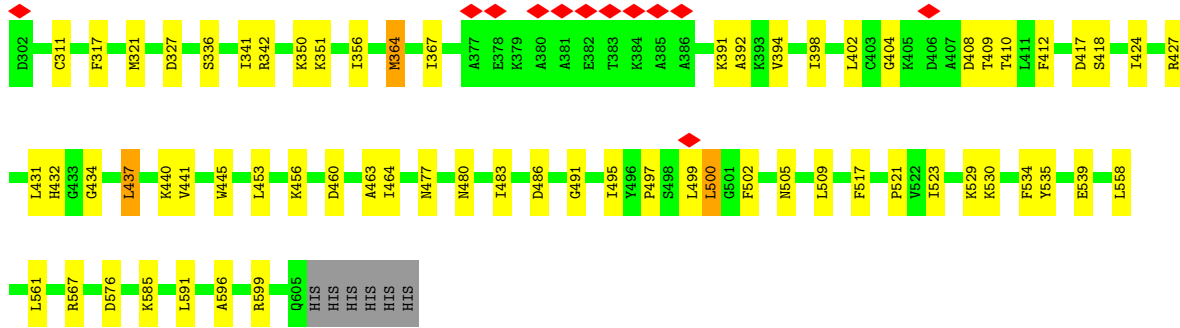 D302 C311 F317 M321 D327 S336 I341 R342 K350 K351 I356 M364 I367 A377 E378 K379 A380 A381 E382 T383 K384 A385 A386 K391 A392 K393 V394 I398 L402 C403 G404 K405 D406 A407 D408 T409 T410 L411 F412 D417 S418 I424 R427
L431 H432 G433 G434 L437 K440 V441 W445 L453 K456 D460 A463 I464 N477 N480 I483 D486 G491 I495 Y496 P497 S498 L499 L500 G501 F502 N505 L509 F517 P521 V522 I523 K529 K530 F534 Y535 E539 L558
L561 R567 D576 K585 L591 A596 R599 Q605 HIS HIS HIS HIS HIS HIS